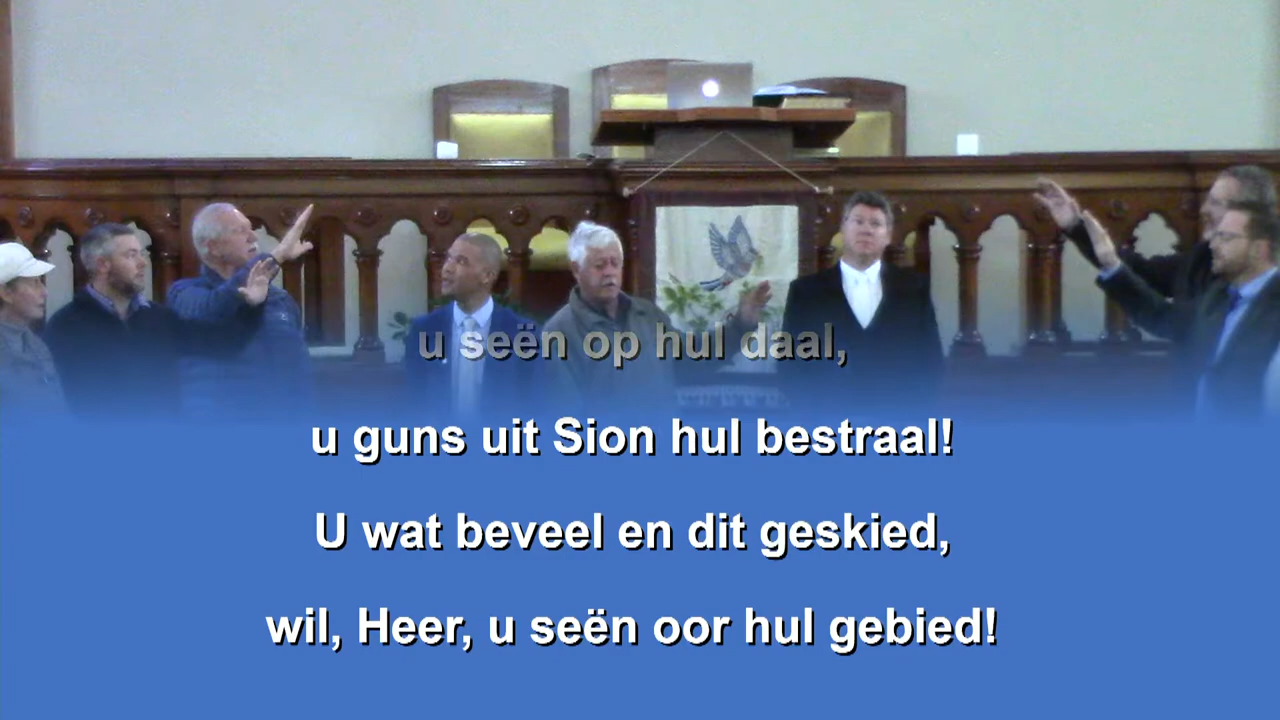 u seën op hul daal,
u guns uit Sion hul bestraal!
U wat beveel en dit geskied,
wil, Heer, u seën oor hul gebied!